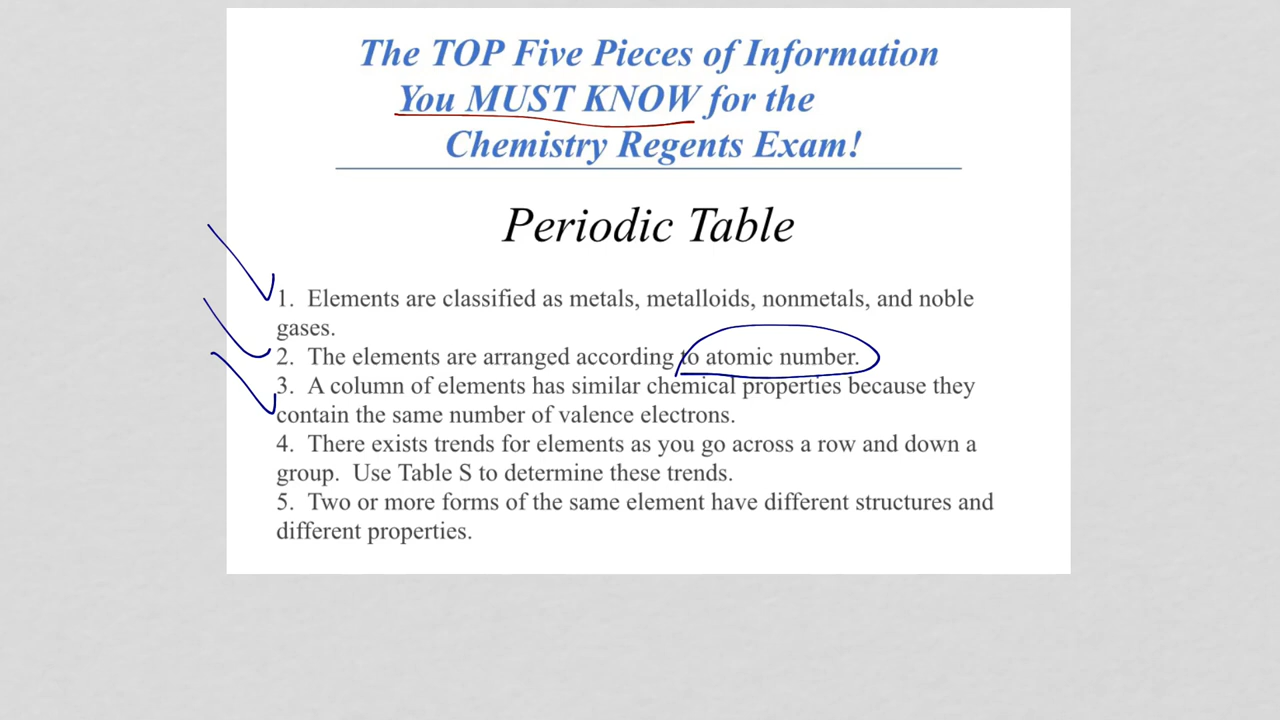 The TOP Five Pieces of Information
You MUST KNOW for the
Chemistry Regents Exam!
Periodic Table
1. Elements are classified as metals, metalloids, nonmetals, and noble
gases.
2. The elements are arranged according to atomic number.
3. A column of elements has similar chemical properties because they
contain the same number of valence electrons.
4. There exists trends for elements as you go across a row and down a
group. Use Table S to determine these trends.
5. Two or more forms of the same element have different structures and
different properties.